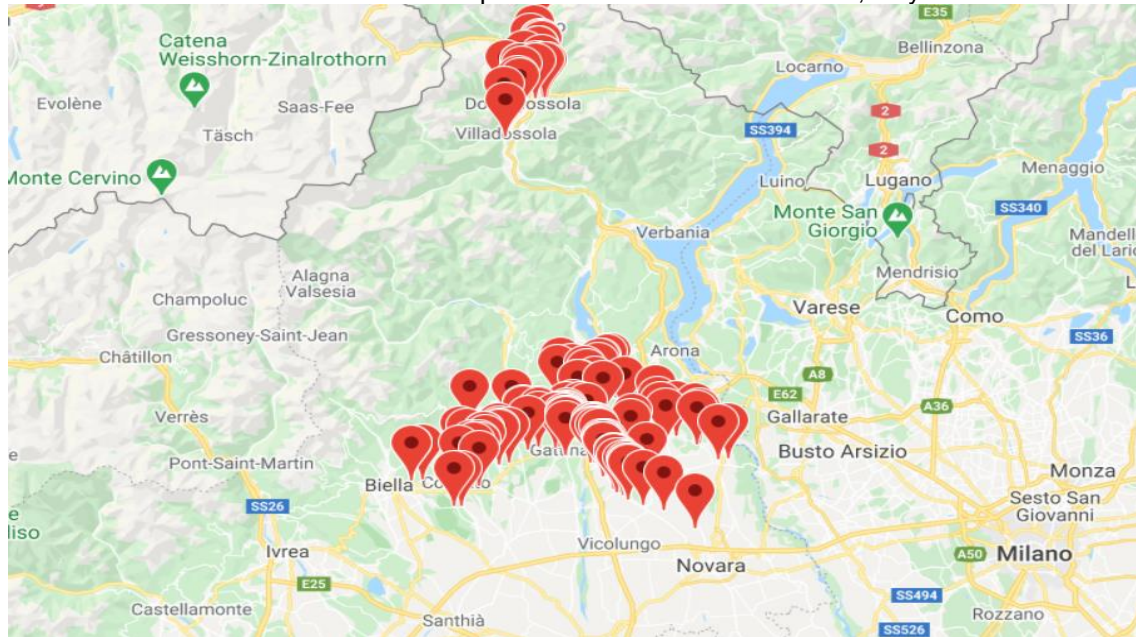 E35
Catena
Weisshorn-Zinalrothorn
Bellinzona
Locarno
Evolène
Saas-Fee
2
Täsch
Villadossola
SS394
2
Monte Cervino
Luino
Lugano
Menaggio
SS340
Monte San
Giorgio
Verbania
Mandell
del Lario
Alagna
Valsesia
Mendrisio
Champoluc
Varese
Como
Gressoney-Saint-Jean
SS36
Châtillon
Arona
A8
E62
Verrès
Gallarate
A36
Busto Arsizio
Pont-Saint-Martin
Monza
Biella
SS26
Sesto San
Giovanni
Ivrea
Vicolungo
A50
Milano
Novara
E25
SS494
Castellamonte
Rozzano
Santhià
SS526